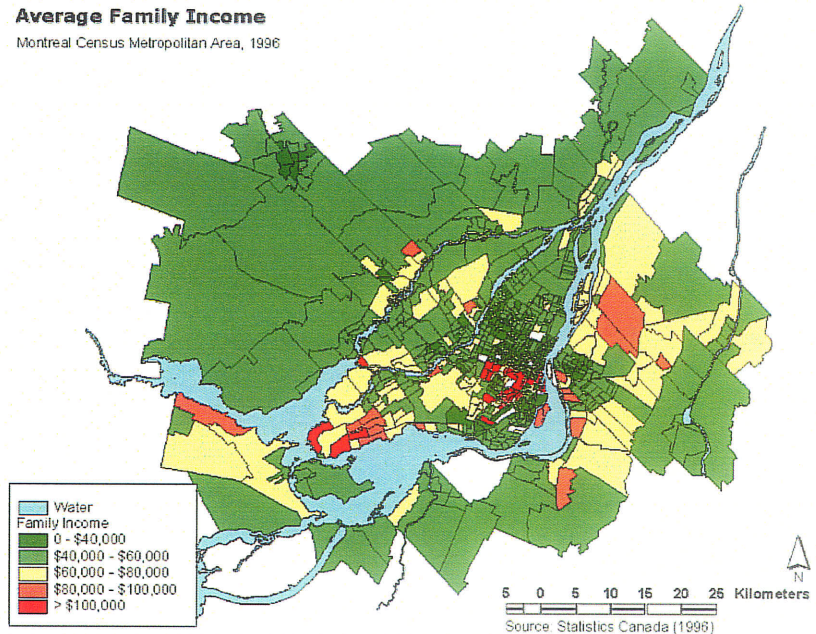 Average Family Income
Montreal Census Metropolitan Area, 1996
Water
Family Income
0 - $40,000
$40,000 - $60,000
$60,000 - $80,000
$80,000 - $100,000
> $100,000
N
5 0 5 10 15 20 25 Kilometers
Source: Statistics Canada (1996)